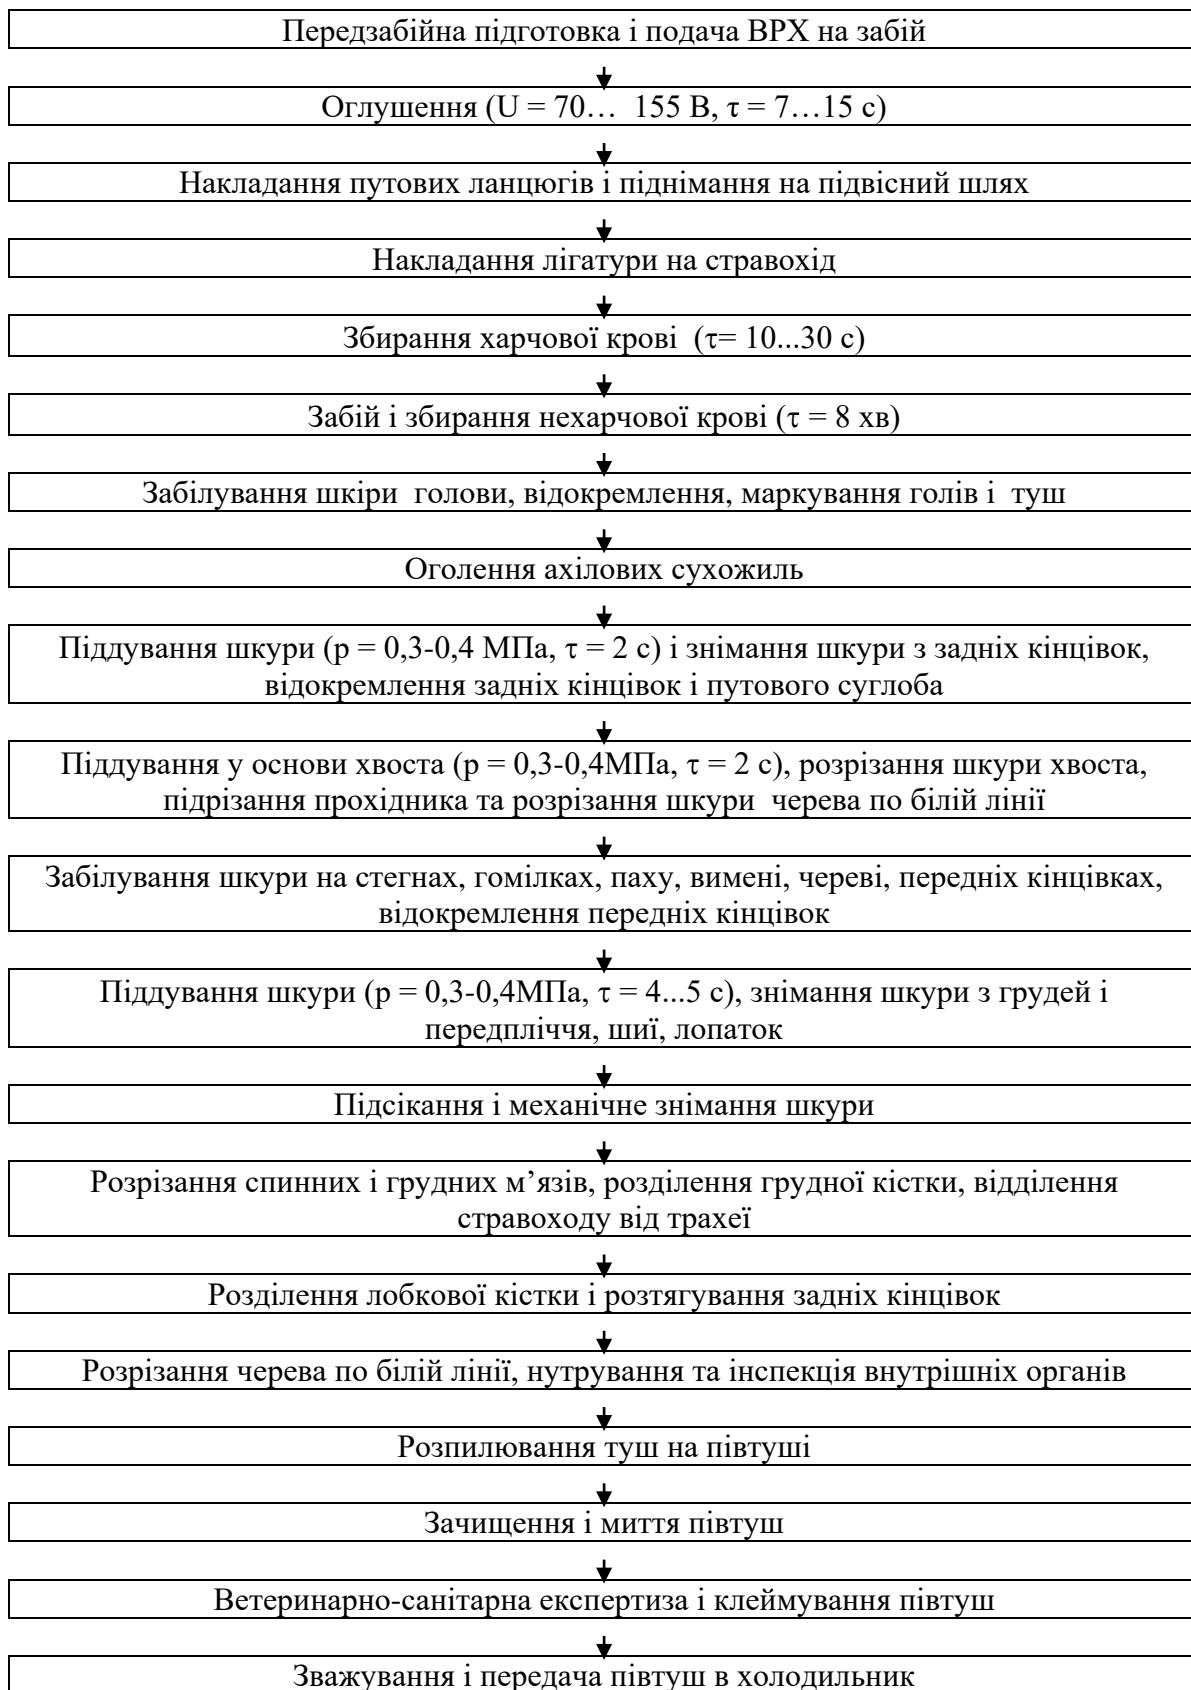 Передзабійна підготовка і подача ВРХ на забій
Оглушення (U = 70… 155 В, τ = 7…15 с)
Накладання путових ланцюгів і піднімання на підвісний шлях
Накладання лігатури на стравохід
Збирання харчової крові (τ= 10...30 с)
Забій і збирання нехарчової крові (τ = 8 хв)
Забілування шкіри голови, відокремлення, маркування голів і туш
Оголення ахілових сухожиль
Піддування шкури (р = 0,3-0,4 МПа, τ = 2 с) і знімання шкури з задніх кінцівок,
відокремлення задніх кінцівок і путового суглоба
Піддування у основи хвоста (р = 0,3-0,4МПа, τ = 2 с), розрізання шкури хвоста,
підрізання прохідника та розрізання шкури черева по білій лінії
Забілування шкури на стегнах, гомілках, паху, вимені, череві, передніх кінцівках,
відокремлення передніх кінцівок
Піддування шкури (р = 0,3-0,4МПа, τ = 4...5 с), знімання шкури з грудей і
передпліччя, шиї, лопаток
Підсікання і механічне знімання шкури
Розрізання спинних і грудних м’язів, розділення грудної кістки, відділення
стравоходу від трахеї
Розділення лобкової кістки і розтягування задніх кінцівок
Розрізання черева по білій лінії, нутрування та інспекція внутрішніх органів
Розпилювання туш на півтуші
Зачищення і миття півтуш
Ветеринарно-санітарна експертиза і клеймування півтуш
Зважування і передача півтуш в холодильник